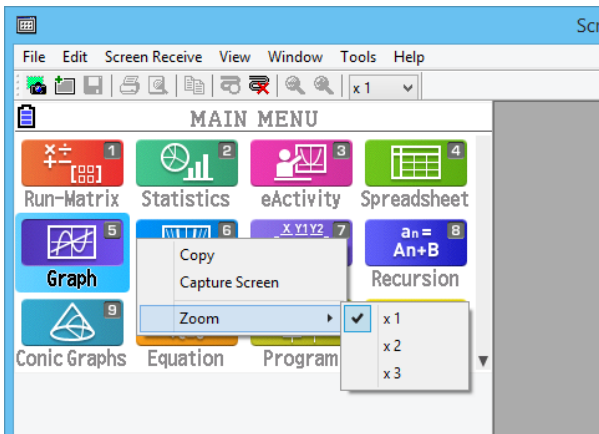 Scr
File Edit Screen Receive View Window Tools Help
x 1
MAIN MENU
1 2 3 4
Run-Matrix Statistics eActivity Spreadsheet
5 6 X Y1Y2 7 an= An+B 8
Graph Recursion
Copy
Capture Screen
Zoom
x 1
x 2
x 3
9
Conic Graphs Equation Program